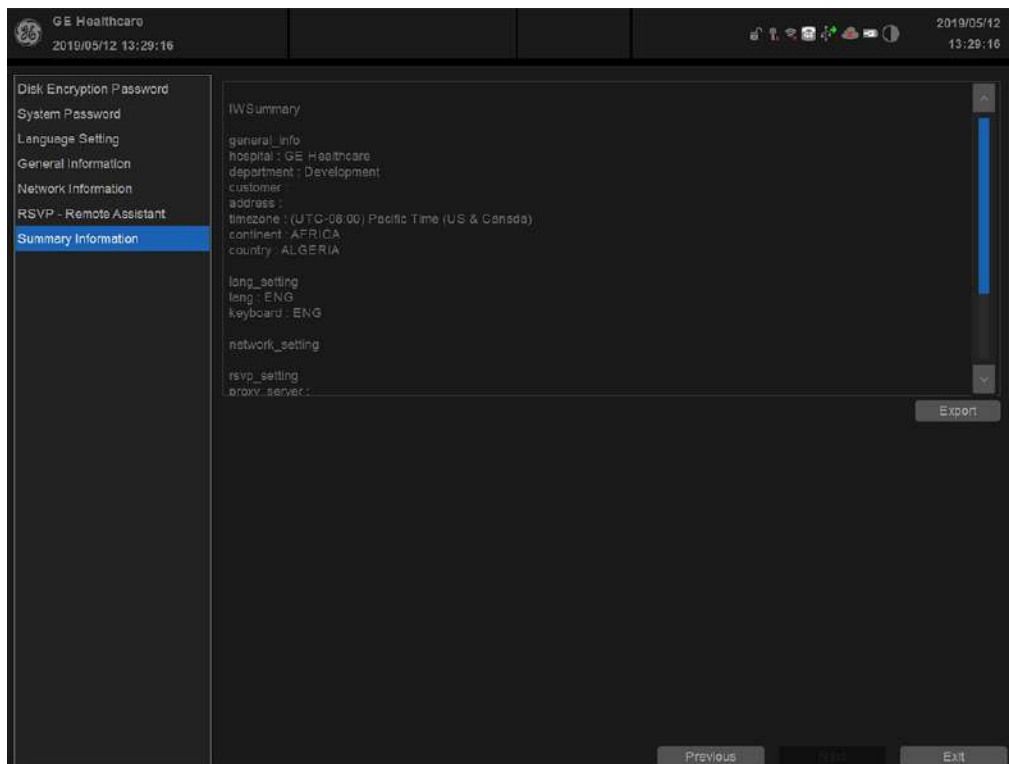 GE Healthcare
2019/05/12 13:29:16
2019/05/12
13:29:16
Disk Encryption Password
System Password
Language Setting
General Information
Network Information
RSVP - Remote Assistant
Summary Information
IWSummary
general_info
hospital : GE Healthcare
department : Development
customer :
address :
timezone : (UTC-08:00) Pacific Time (US & Canada)
continent : AFRICA
country : ALGERIA
lang_setting
lang : ENG
keyboard : ENG
network_setting
rsvp_setting
proxy_server :
Export
Previous
Next
Exit